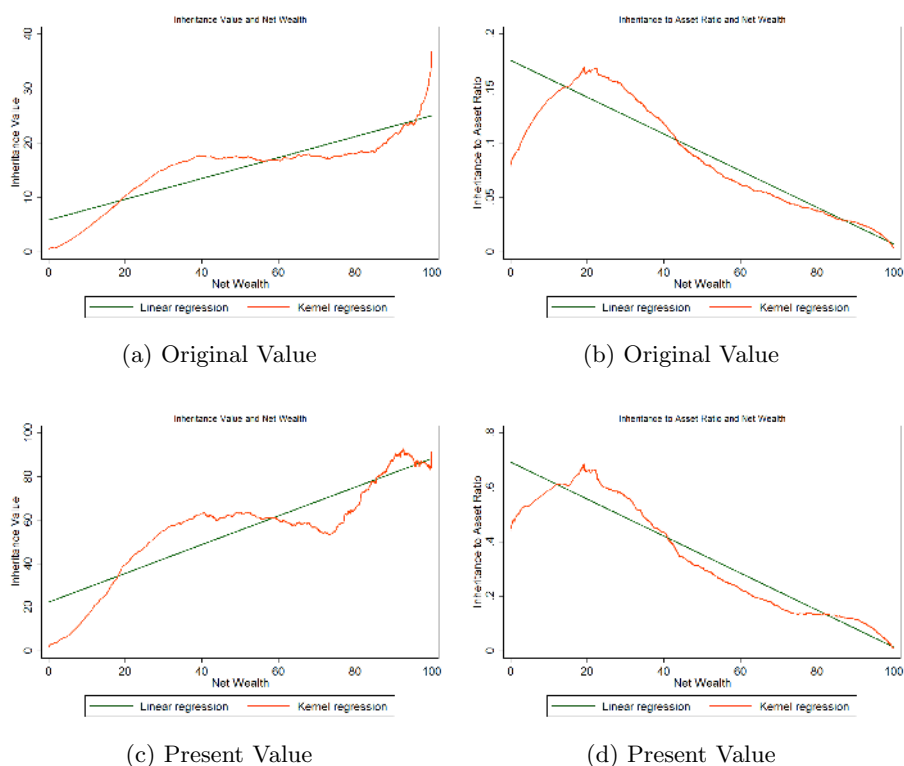 Inheritance Value and Net Wealth
Inheritance Value
0
10
20
30
40
0
20
40
60
80
100
Net Wealth
Linear regression
Kernel regression
(a) Original Value
Inheritance to Asset Ratio and Net Wealth
Inheritance to Asset Ratio
0
.05
.1
.15
.2
0
20
40
60
80
100
Net Wealth
Linear regression
Kernel regression
(b) Original Value
Inheritance Value and Net Wealth
Inheritance Value
0
20
40
60
80
100
0
20
40
60
80
100
Net Wealth
Linear regression
Kernel regression
(c) Present Value
Inheritance to Asset Ratio and Net Wealth
Inheritance to Asset Ratio
0
.2
.4
.6
.8
0
20
40
60
80
100
Net Wealth
Linear regression
Kernel regression
(d) Present Value